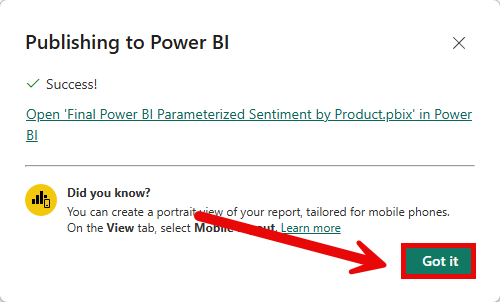 Publishing to Power BI
Success!
Open 'Final Power BI Parameterized Sentiment by Product.pbix' in Power
BI
Did you know?
You can create a portrait view of your report, tailored for mobile phones.
On the View tab, select Mobile Layout. Learn more
Got it